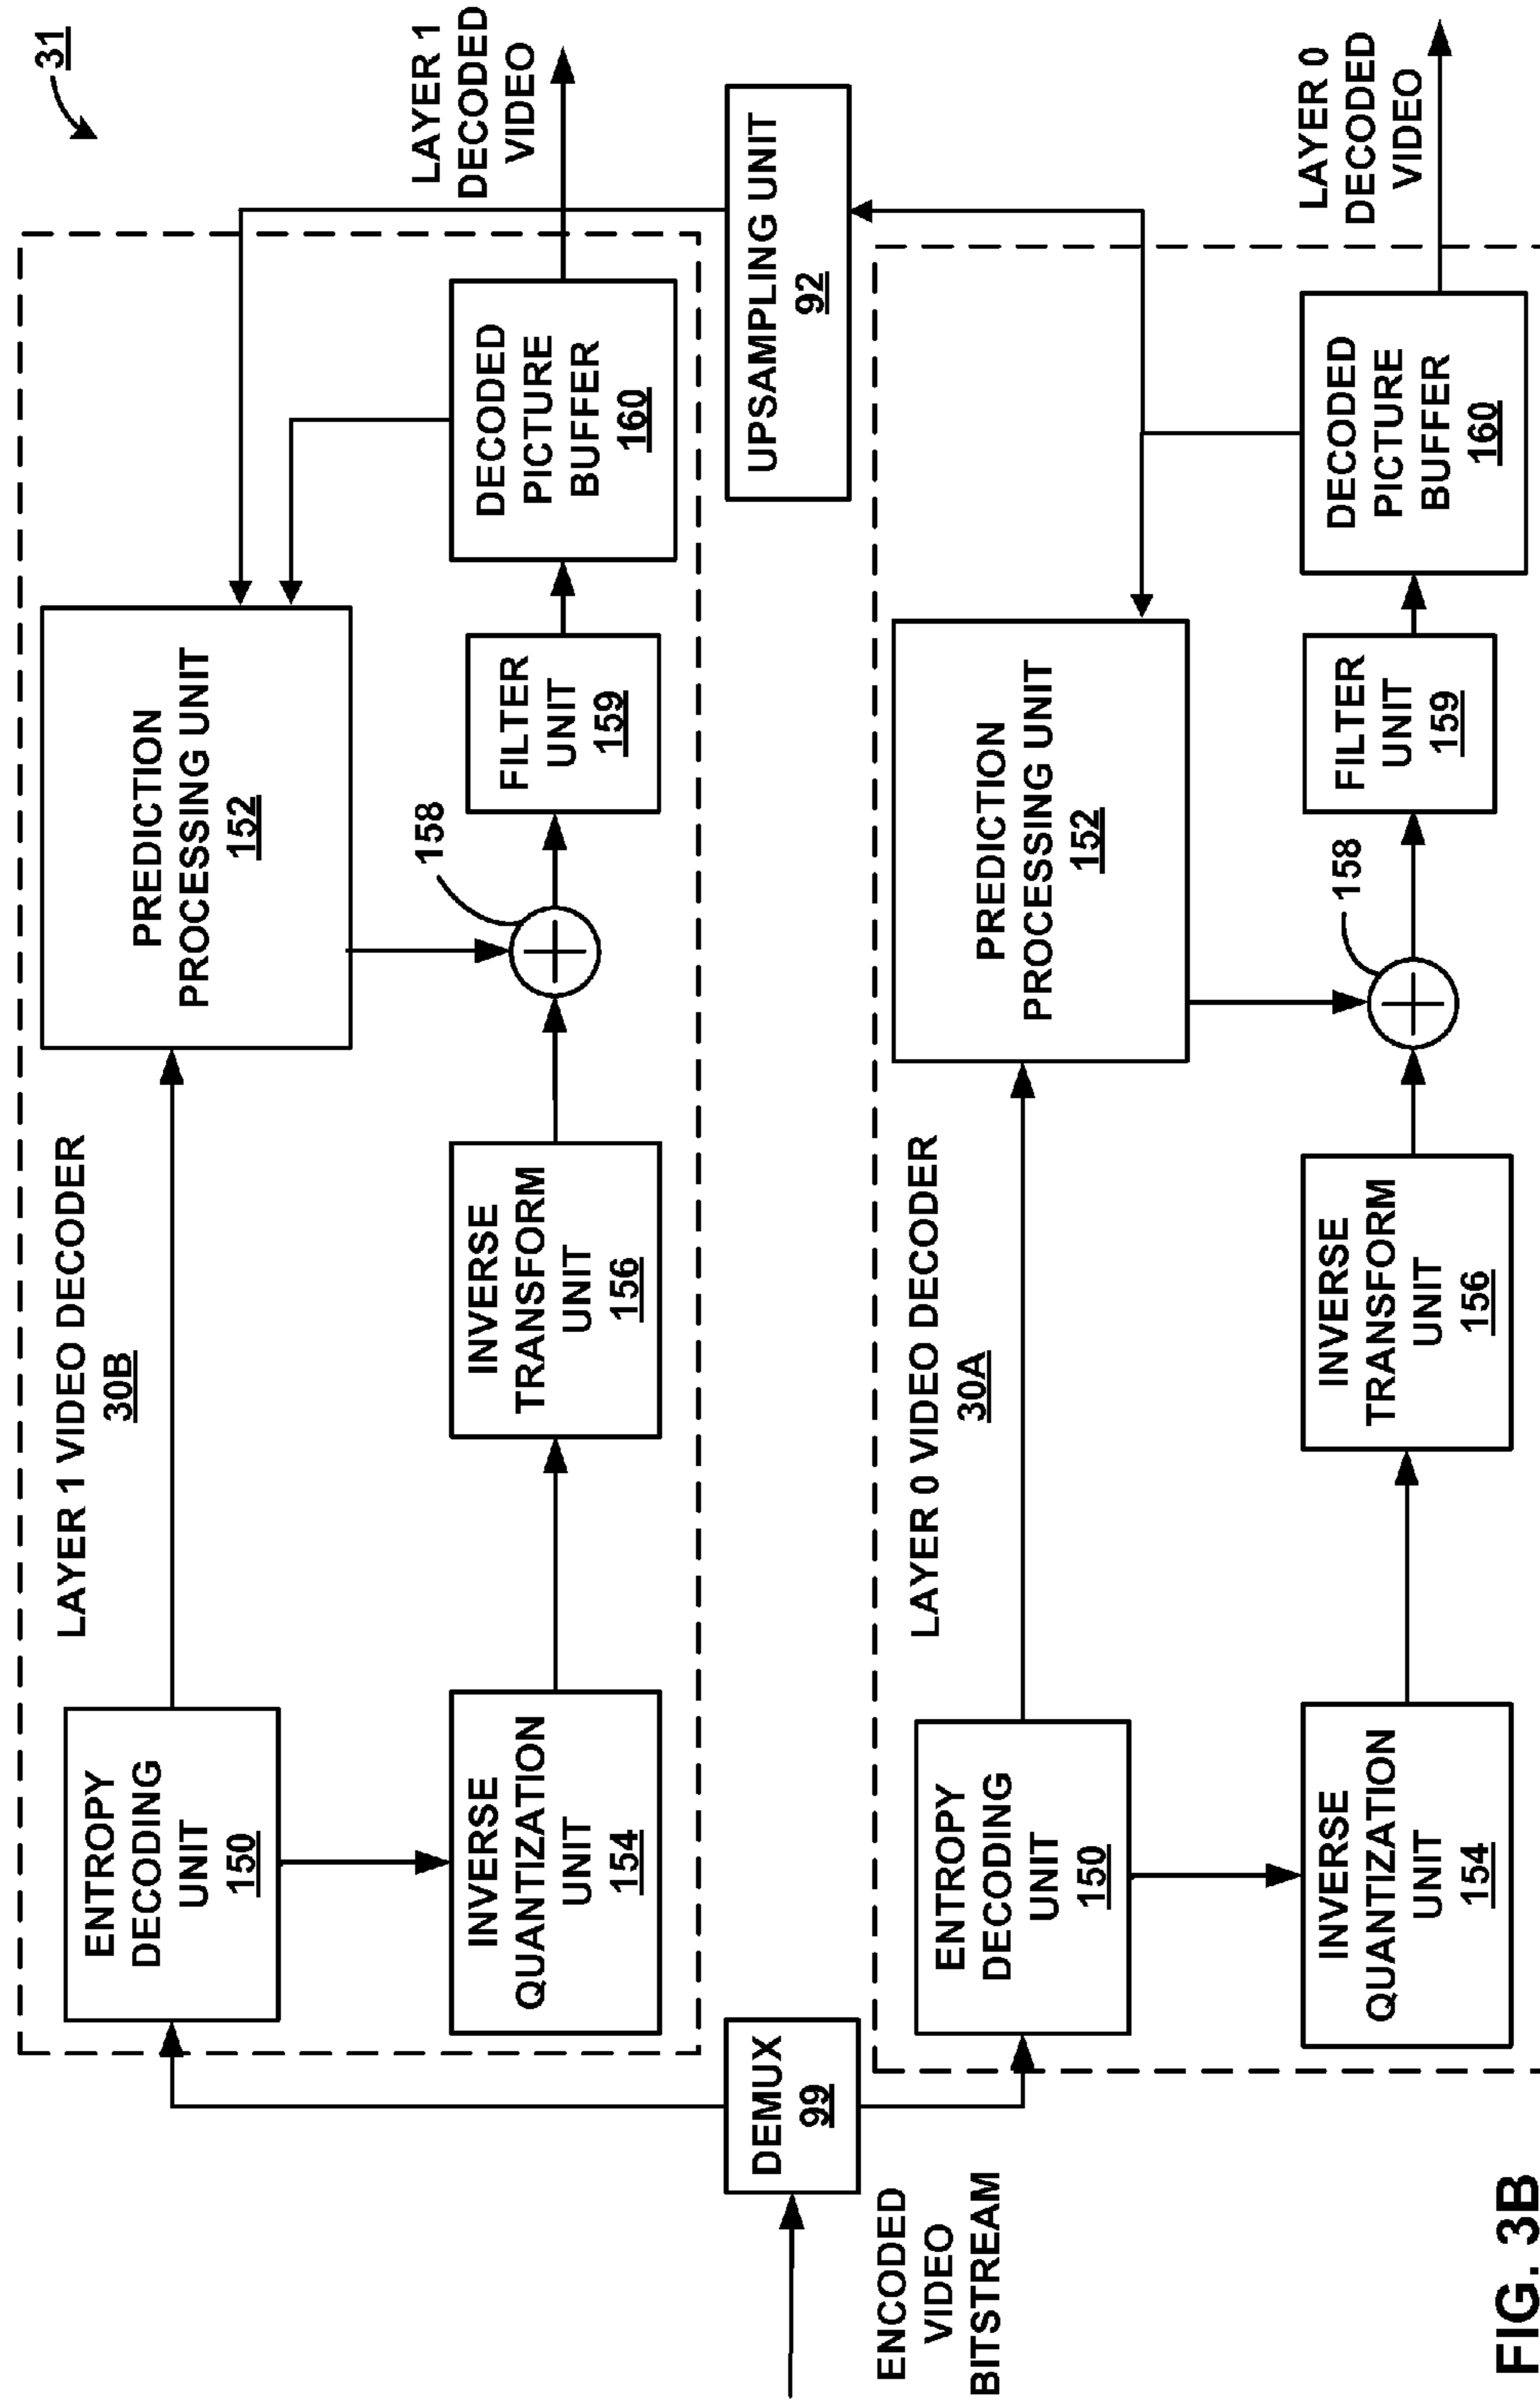 31
LAYER 1 VIDEO DECODER
30B
ENTROPY
DECODING
UNIT
150
PREDICTION
PROCESSING UNIT
152
LAYER 1
DECODED
VIDEO
INVERSE
QUANTIZATION
UNIT
154
INVERSE
TRANSFORM
UNIT
156
158
FILTER
UNIT
159
DECODED
PICTURE
BUFFER
160
DEMUX
99
UPSAMPLING UNIT
92
ENCODED
VIDEO
BITSTREAM
LAYER 0 VIDEO DECODER
30A
ENTROPY
DECODING
UNIT
150
PREDICTION
PROCESSING UNIT
152
LAYER 0
DECODED
VIDEO
INVERSE
QUANTIZATION
UNIT
154
INVERSE
TRANSFORM
UNIT
156
158
FILTER
UNIT
159
DECODED
PICTURE
BUFFER
160
FIG. 3B